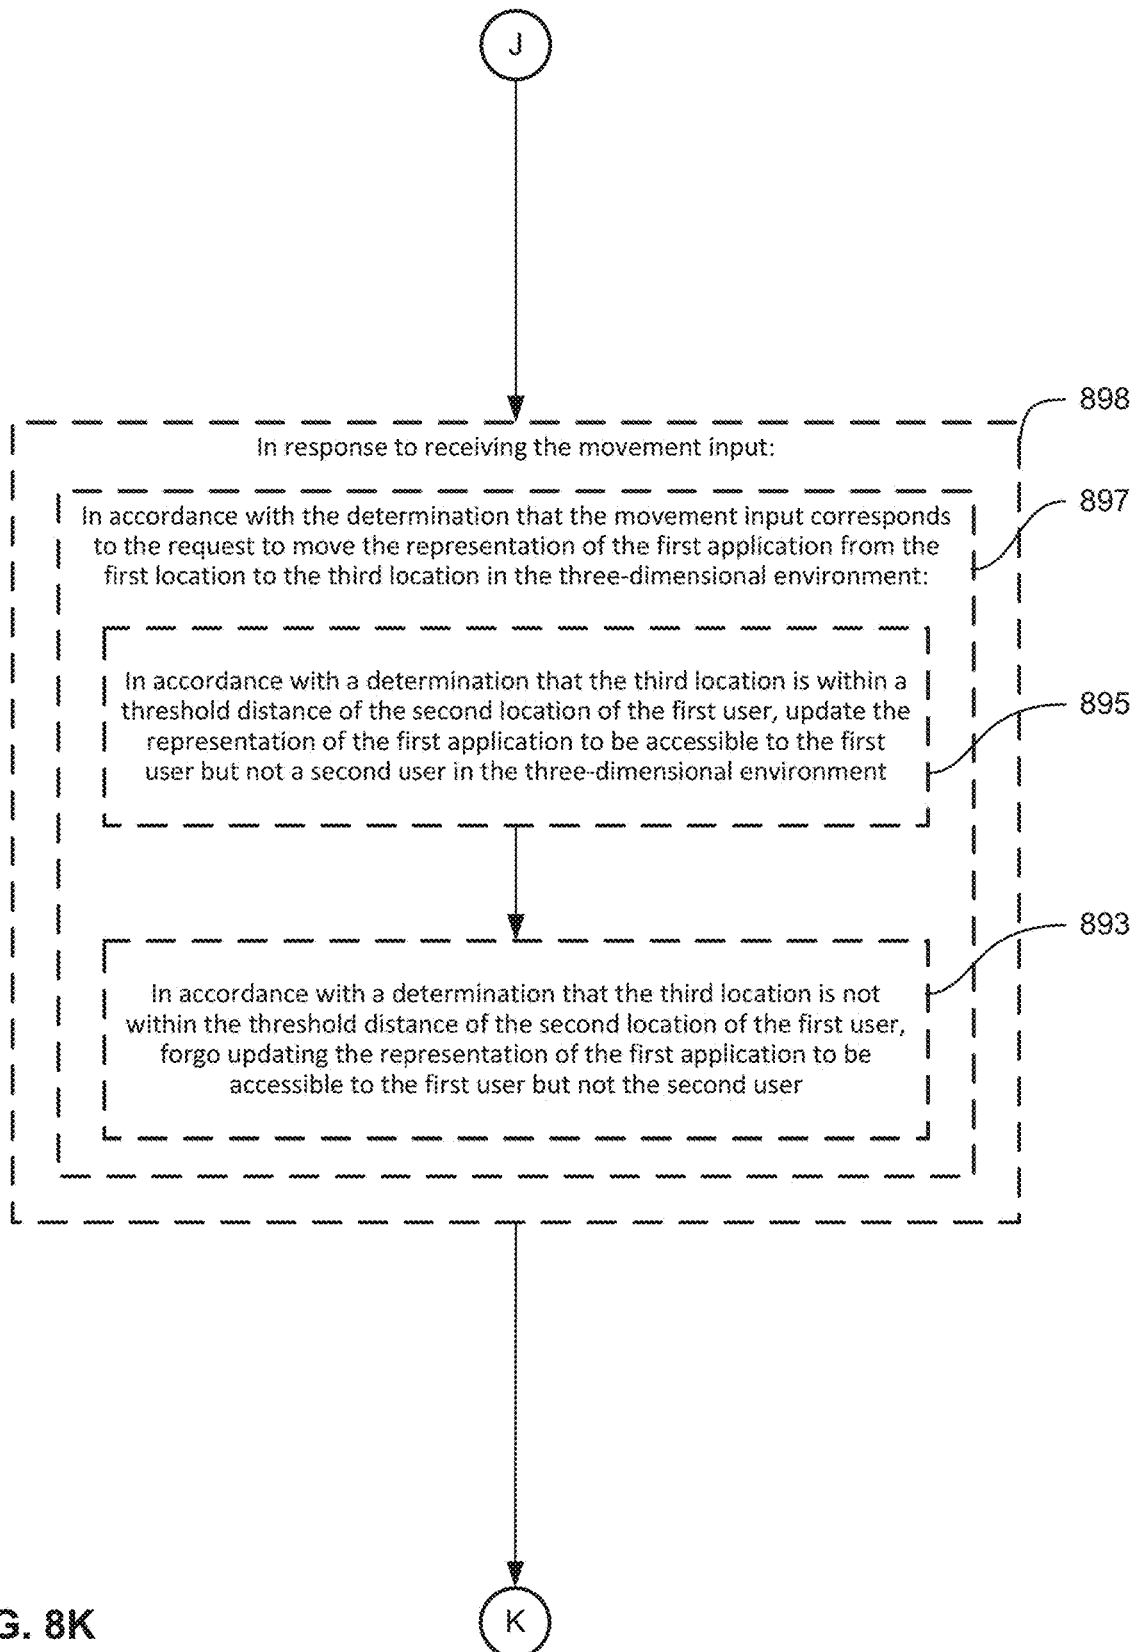 J
898
In response to receiving the movement input:
897
In accordance with the determination that the movement input corresponds
to the request to move the representation of the first application from the
first location to the third location in the three-dimensional environment:
In accordance with a determination that the third location is within a
threshold distance of the second location of the first user, update the
representation of the first application to be accessible to the first
user but not a second user in the three-dimensional environment
895
893
In accordance with a determination that the third location is not
within the threshold distance of the second location of the first user,
forgo updating the representation of the first application to be
accessible to the first user but not the second user
K
G. 8K